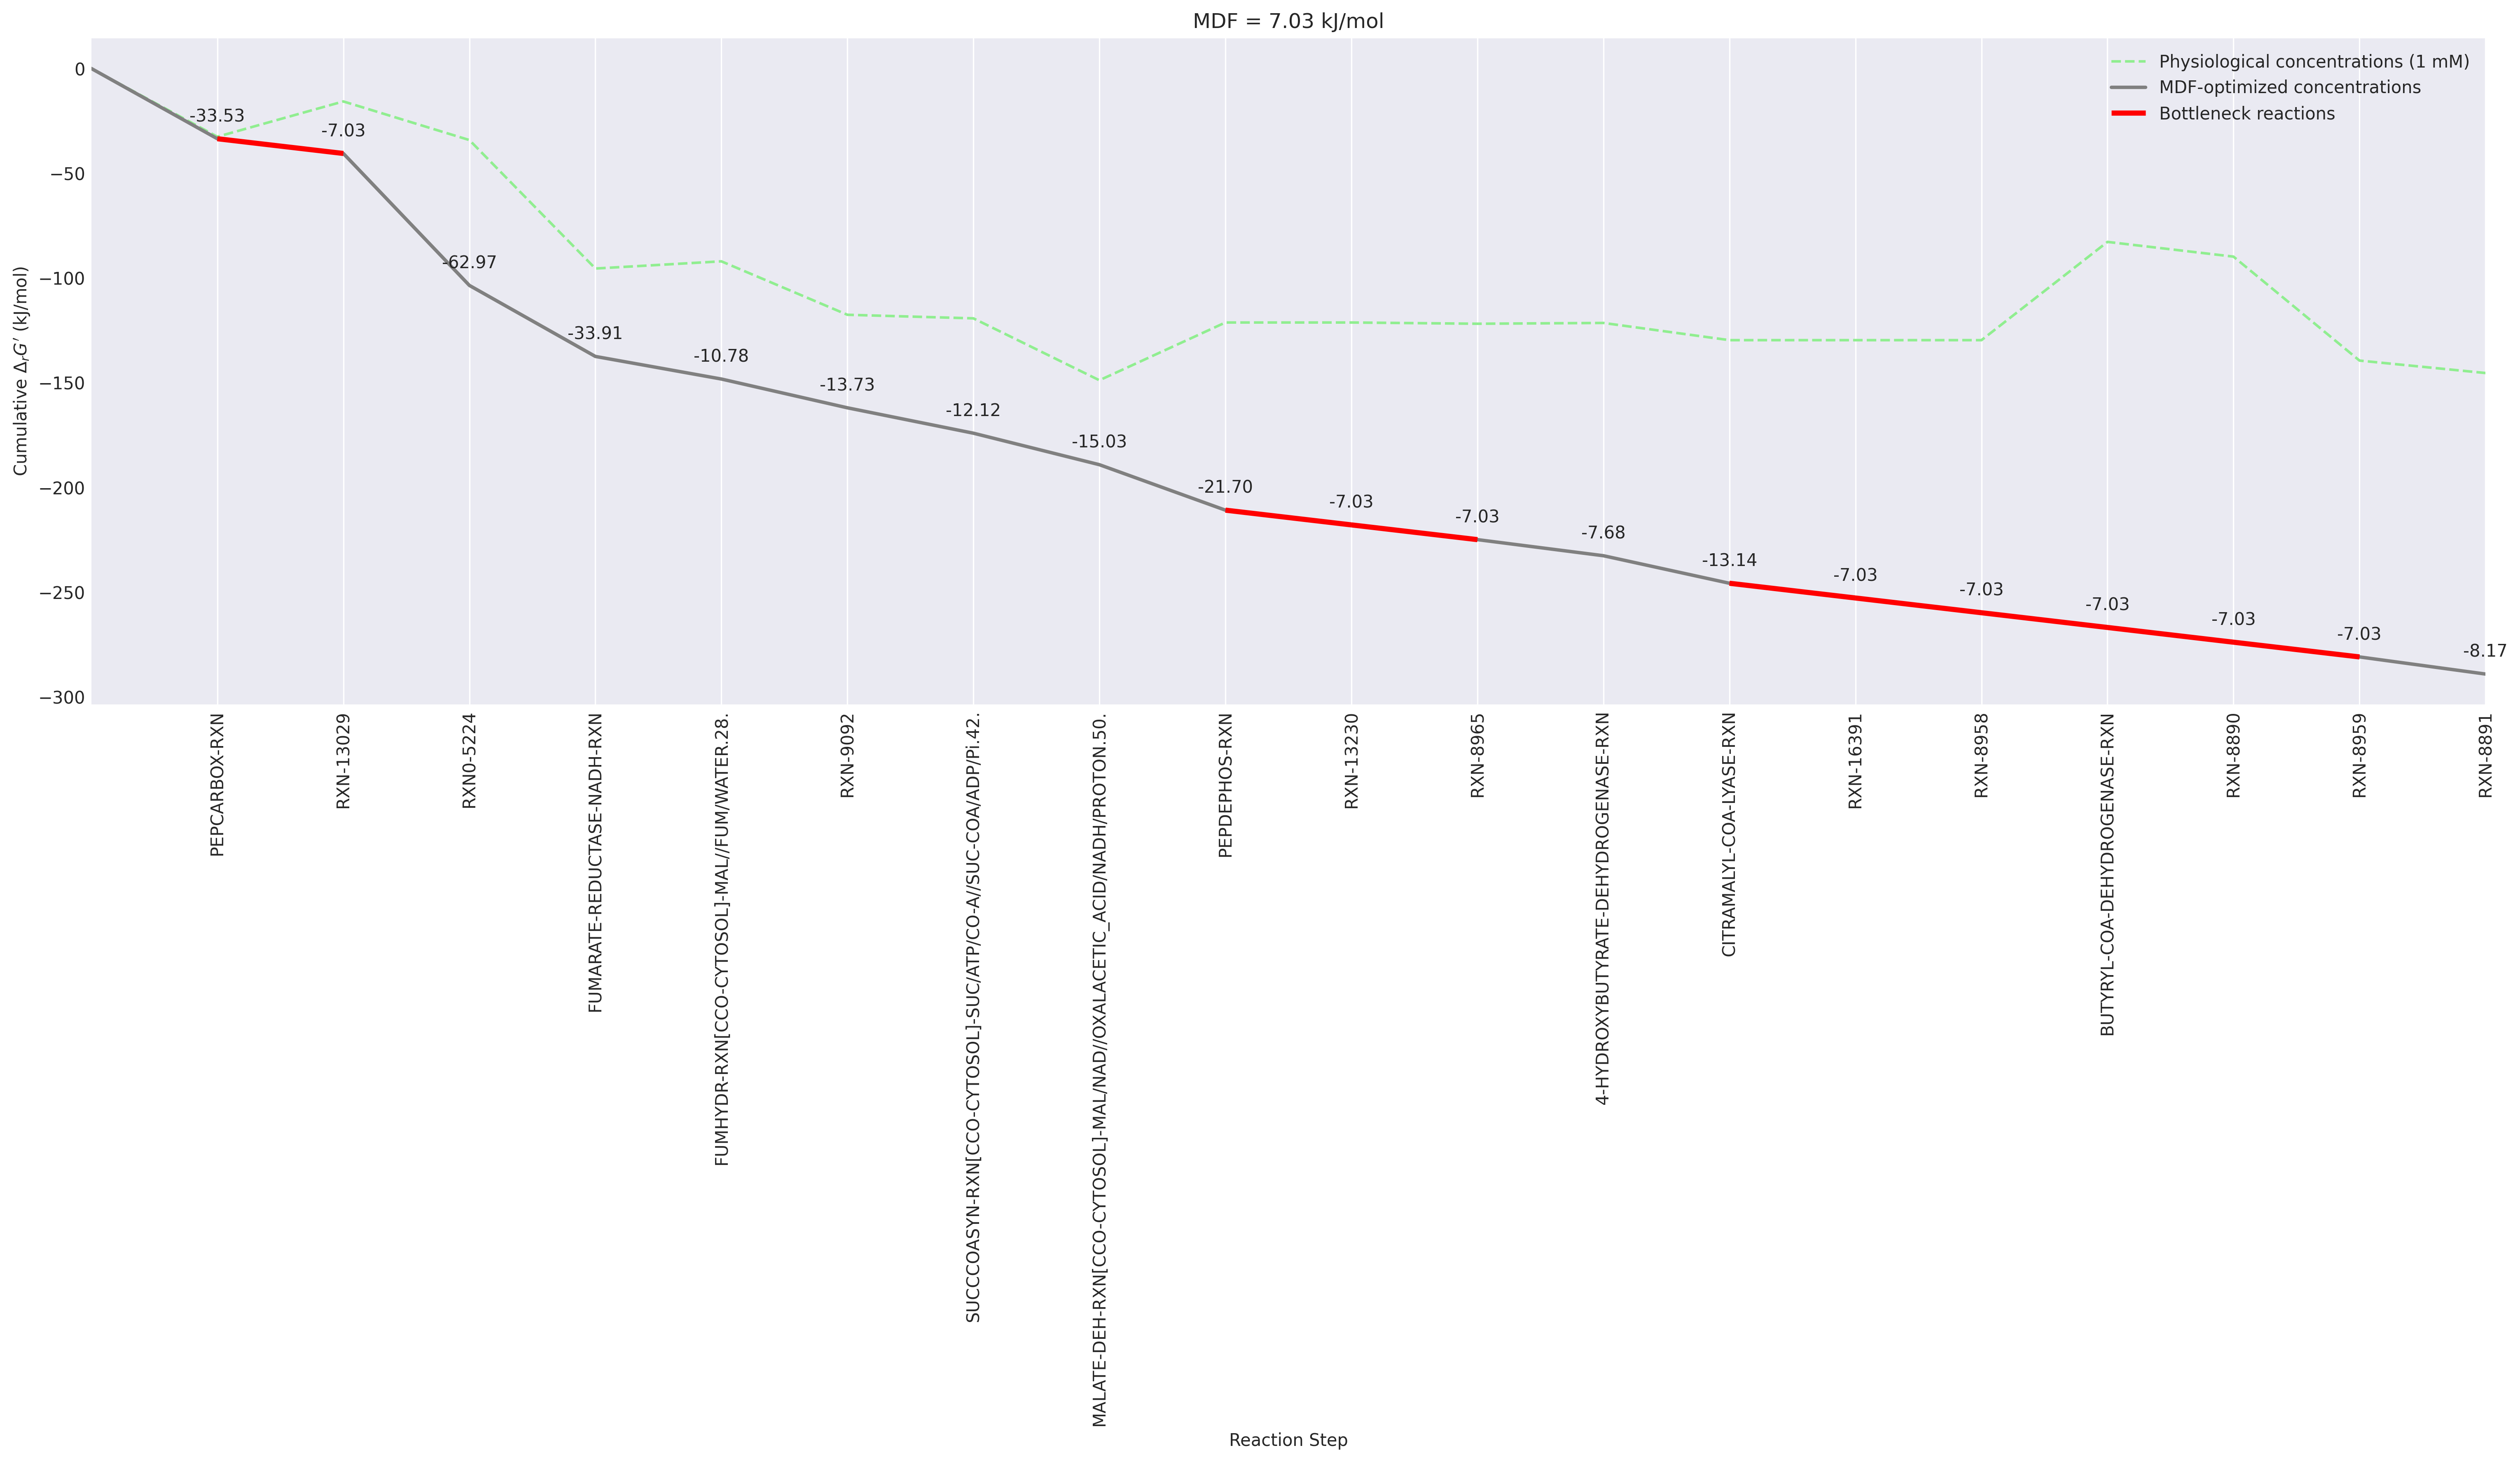 MDF = 7.03 kJ/mol
Physiological concentrations (1 mM)
MDF-optimized concentrations
Bottleneck reactions
Cumulative ΔrG′ (kJ/mol)
0
−50
−100
−150
−200
−250
−300
-33.53
-7.03
-62.97
-33.91
-10.78
-13.73
-12.12
-15.03
-21.70
-7.03
-7.03
-7.68
-13.14
-7.03
-7.03
-7.03
-7.03
-7.03
-8.17
PEPCARBOX-RXN
RXN-13029
RXN0-5224
FUMARATE-REDUCTASE-NADH-RXN
FUMHYDR-RXN[CCO-CYTOSOL]-MAL//FUM/WATER.28.
RXN-9092
SUCCCOASYN-RXN[CCO-CYTOSOL]-SUC/ATP/CO-A//SUC-COA/ADP/Pi.42.
MALATE-DEH-RXN[CCO-CYTOSOL]-MAL/NAD//OXALACETIC_ACID/NADH/PROTON.50.
PEPDEPHOS-RXN
RXN-13230
RXN-8965
4-HYDROXYBUTYRATE-DEHYDROGENASE-RXN
CITRAMALYL-COA-LYASE-RXN
RXN-16391
RXN-8958
BUTYRYL-COA-DEHYDROGENASE-RXN
RXN-8890
RXN-8959
RXN-8891
Reaction Step